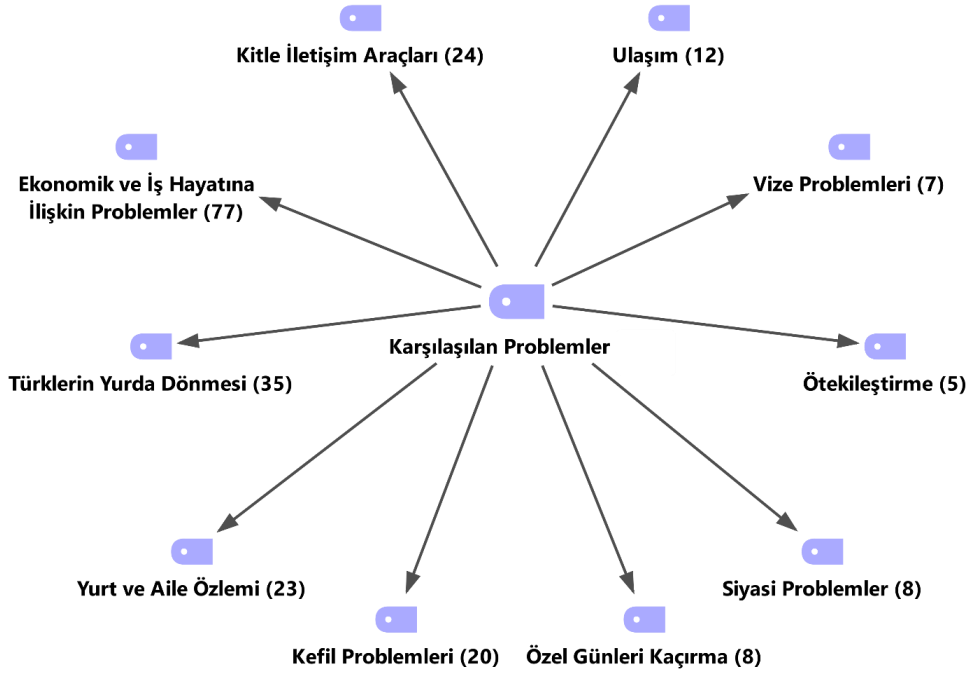 Kitle İletişim Araçları (24)
Ulaşım (12)
Ekonomik ve İş Hayatına
İlişkin Problemler (77)
Vize Problemleri (7)
Karşılaşılan Problemler
Türklerin Yurda Dönmesi (35)
Ötekileştirme (5)
Yurt ve Aile Özlemi (23)
Siyasi Problemler (8)
Kefil Problemleri (20)
Özel Günleri Kaçırma (8)